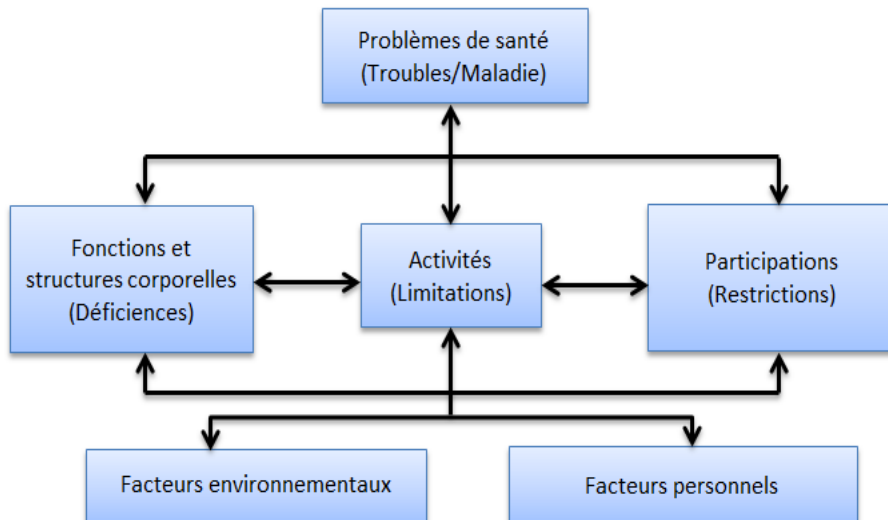 Problèmes de santé
(Troubles/Maladie)
Fonctions et
structures corporelles
(Déficiences)
Activités
(Limitations)
Participations
(Restrictions)
Facteurs environnementaux
Facteurs personnels